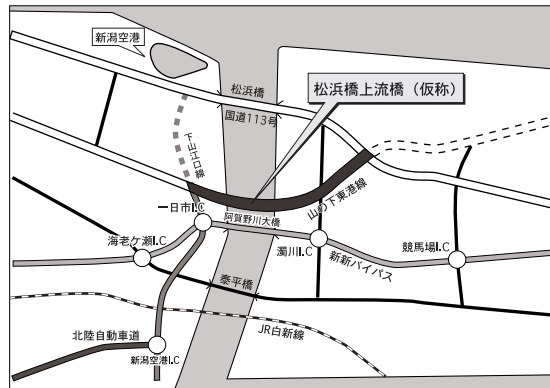 新潟空港
松浜橋
国道113号
松浜橋上流橋（仮称）
下山江口線
一日市I.C
阿賀野川大橋
山の下東港線
海老ケ瀬I.C
濁川I.C
新新バイパス
競馬場I.C
泰平橋
JR白新線
北陸自動車道
新潟空港I.C